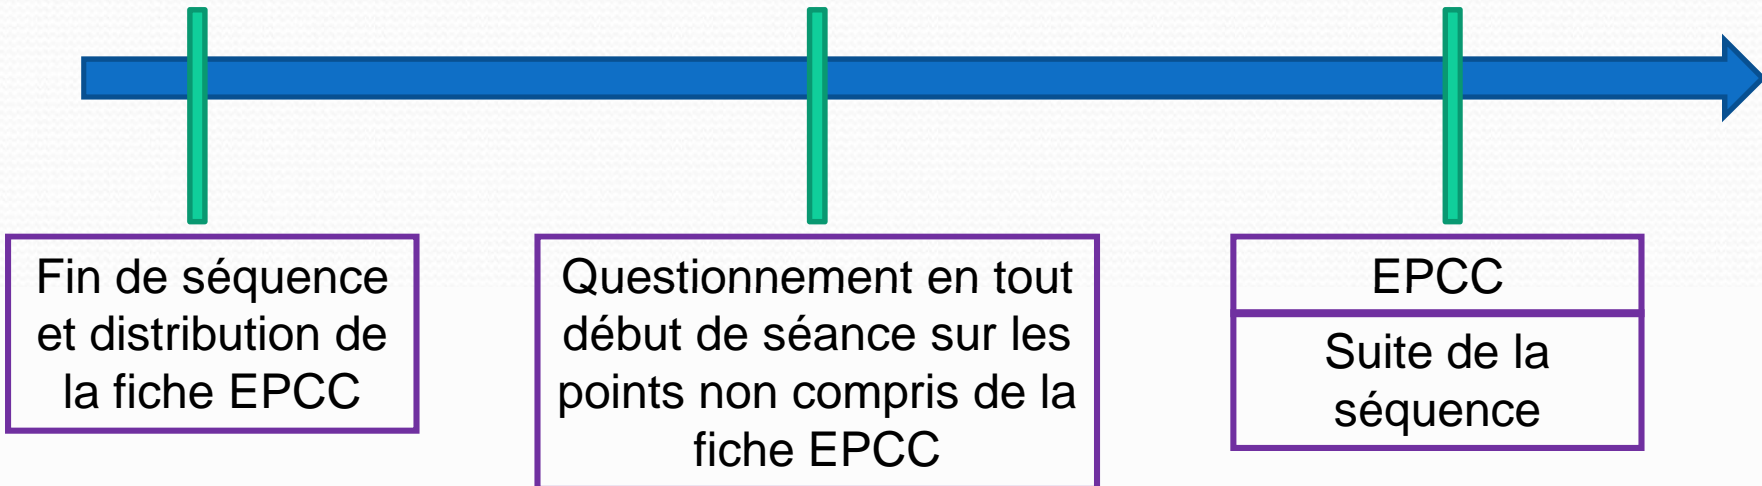 Fin de séquence
et distribution de
la fiche EPCC
Questionnement en tout
début de séance sur les
points non compris de la
fiche EPCC
EPCC
Suite de la
séquence